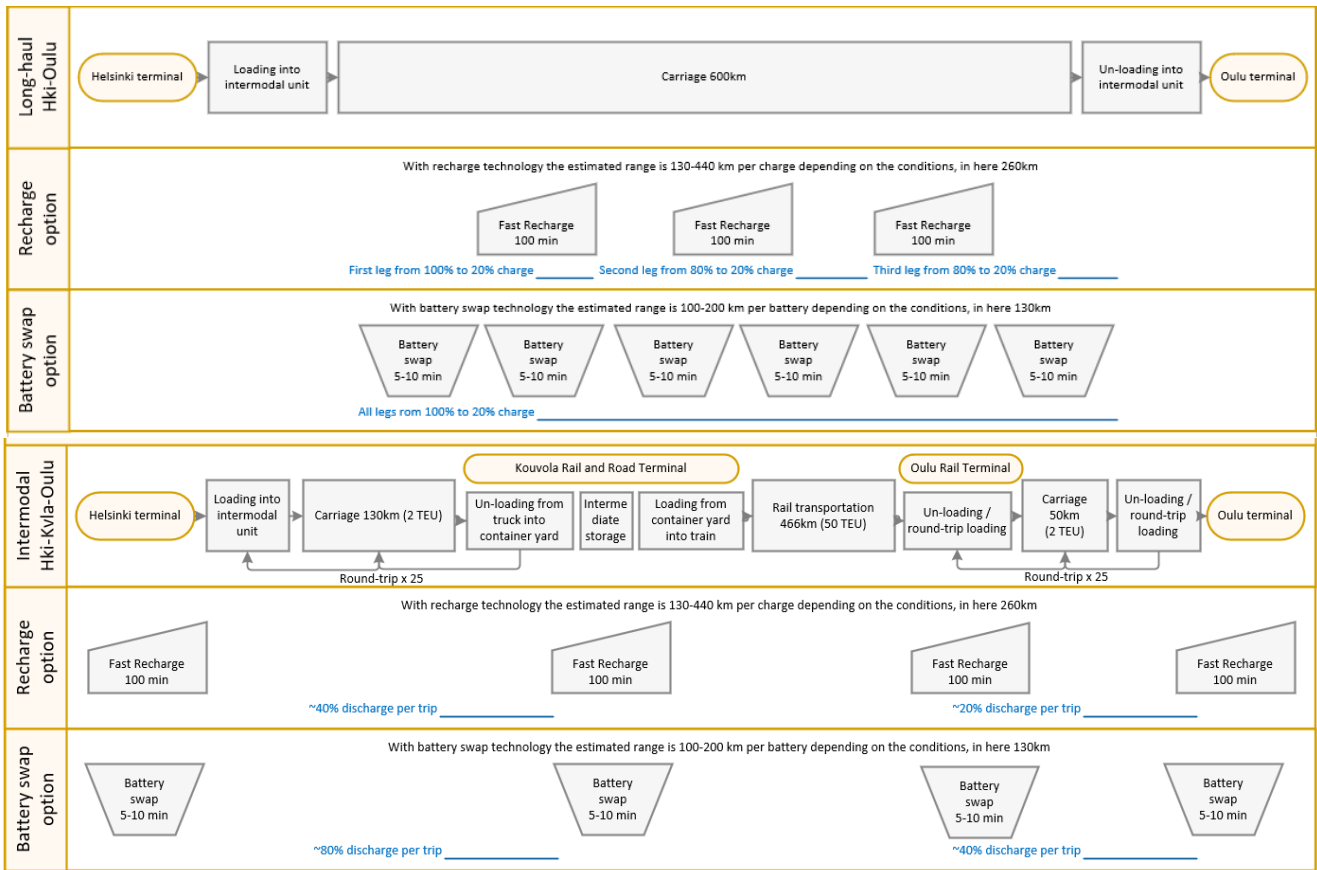 Long-haul
Hki-Oulu
Helsinki terminal
Loading into
intermodal unit
Carriage 600km
Un-loading into
intermodal unit
Oulu terminal
Recharge
option
With recharge technology the estimated range is 130-440 km per charge depending on the conditions, in here 260km
Fast Recharge
100 min
Fast Recharge
100 min
Fast Recharge
100 min
First leg from 100% to 20% charge
Second leg from 80% to 20% charge
Third leg from 80% to 20% charge
Battery swap
option
With battery swap technology the estimated range is 100-200 km per battery depending on the conditions, in here 130km
Battery
swap
5-10 min
Battery
swap
5-10 min
Battery
swap
5-10 min
Battery
swap
5-10 min
Battery
swap
5-10 min
Battery
swap
5-10 min
All legs rom 100% to 20% charge
Intermodal
Hki-Kvla-Oulu
Kouvola Rail and Road Terminal
Oulu Rail Terminal
Helsinki terminal
Loading into
intermodal
unit
Carriage 130km (2 TEU)
Un-loading from
truck into
container yard
Interme
diate
storage
Loading from
container yard
into train
Rail transportation
466km (50 TEU)
Un-loading /
round-trip loading
Carriage
50km
(2 TEU)
Un-loading /
round-trip
loading
Oulu terminal
Round-trip x 25
Round-trip x 25
Recharge
option
With recharge technology the estimated range is 130-440 km per charge depending on the conditions, in here 260km
Fast Recharge
100 min
Fast Recharge
100 min
Fast Recharge
100 min
Fast Recharge
100 min
~40% discharge per trip
~20% discharge per trip
Battery swap
option
With battery swap technology the estimated range is 100-200 km per battery depending on the conditions, in here 130km
Battery
swap
5-10 min
Battery
swap
5-10 min
Battery
swap
5-10 min
Battery
swap
5-10 min
~80% discharge per trip
~40% discharge per trip